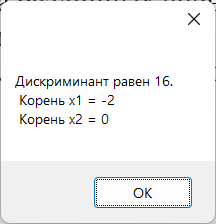 Дискриминант равен 16.
Корень x1 = -2
Корень x2 = 0
OK